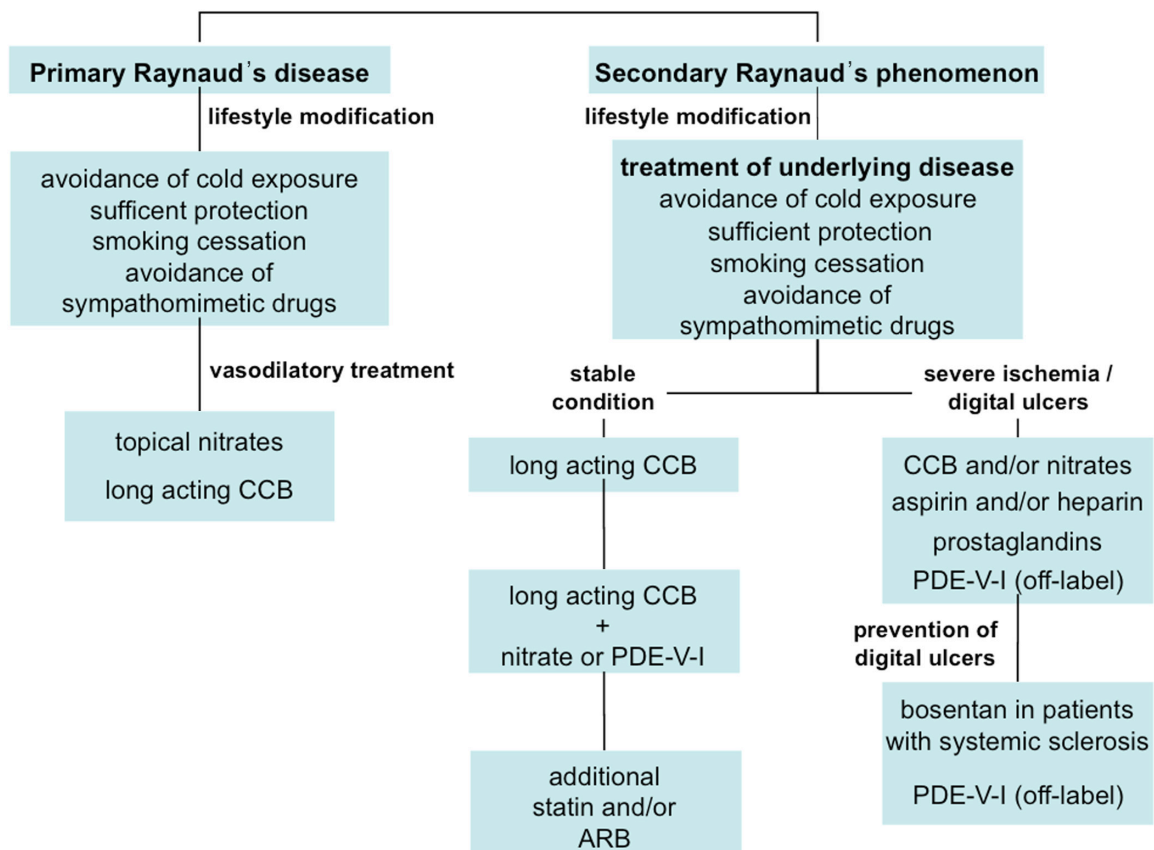 Primary Raynaud's disease
lifestyle modification
avoidance of cold exposure
sufficent protection
smoking cessation
avoidance of
sympathomimetic drugs
vasodilatory treatment
topical nitrates
long acting CCB
Secondary Raynaud's phenomenon
lifestyle modification
treatment of underlying disease
avoidance of cold exposure
sufficient protection
smoking cessation
avoidance of
sympathomimetic drugs
stable
condition
long acting CCB
long acting CCB
+
nitrate or PDE-V-I
additional
statin and/or
ARB
severe ischemia /
digital ulcers
CCB and/or nitrates
aspirin and/or heparin
prostaglandins
PDE-V-I (off-label)
prevention of
digital ulcers
bosentan in patients
with systemic sclerosis
PDE-V-I (off-label)